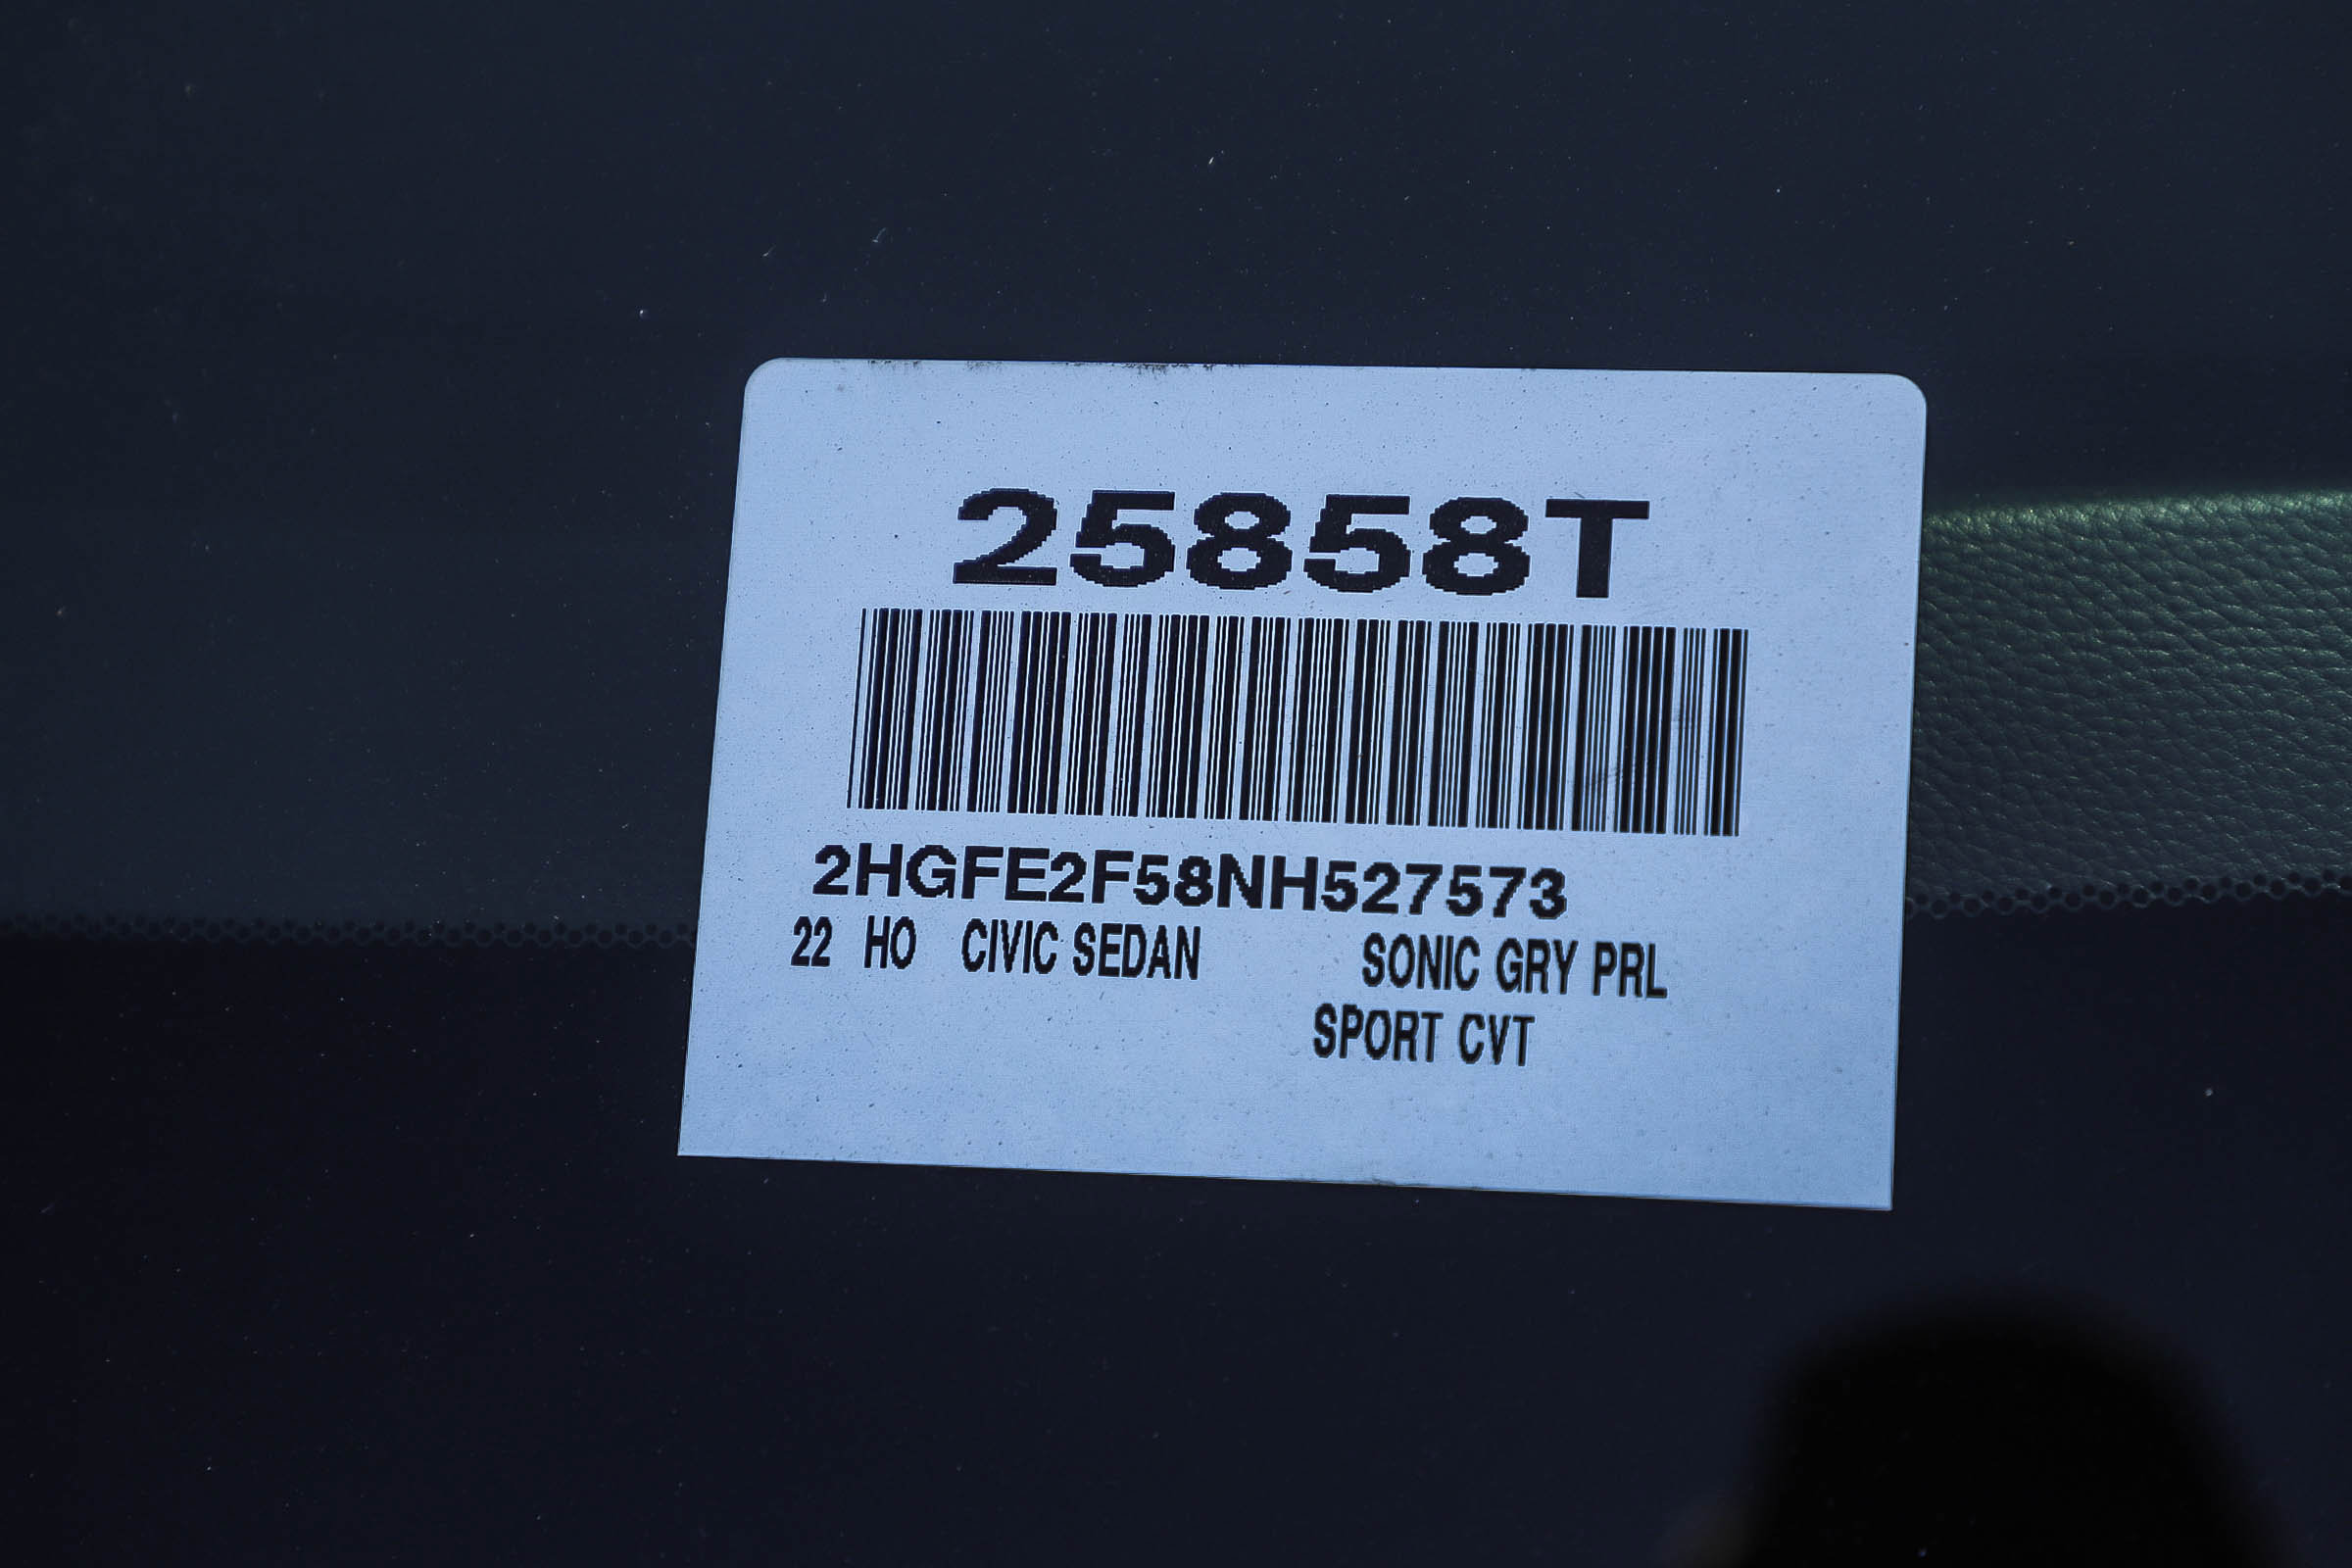 25858T
2HGFE2F58NH527573
22 HO CIVIC SEDAN SONIC GRY PRL
SPORT CVT